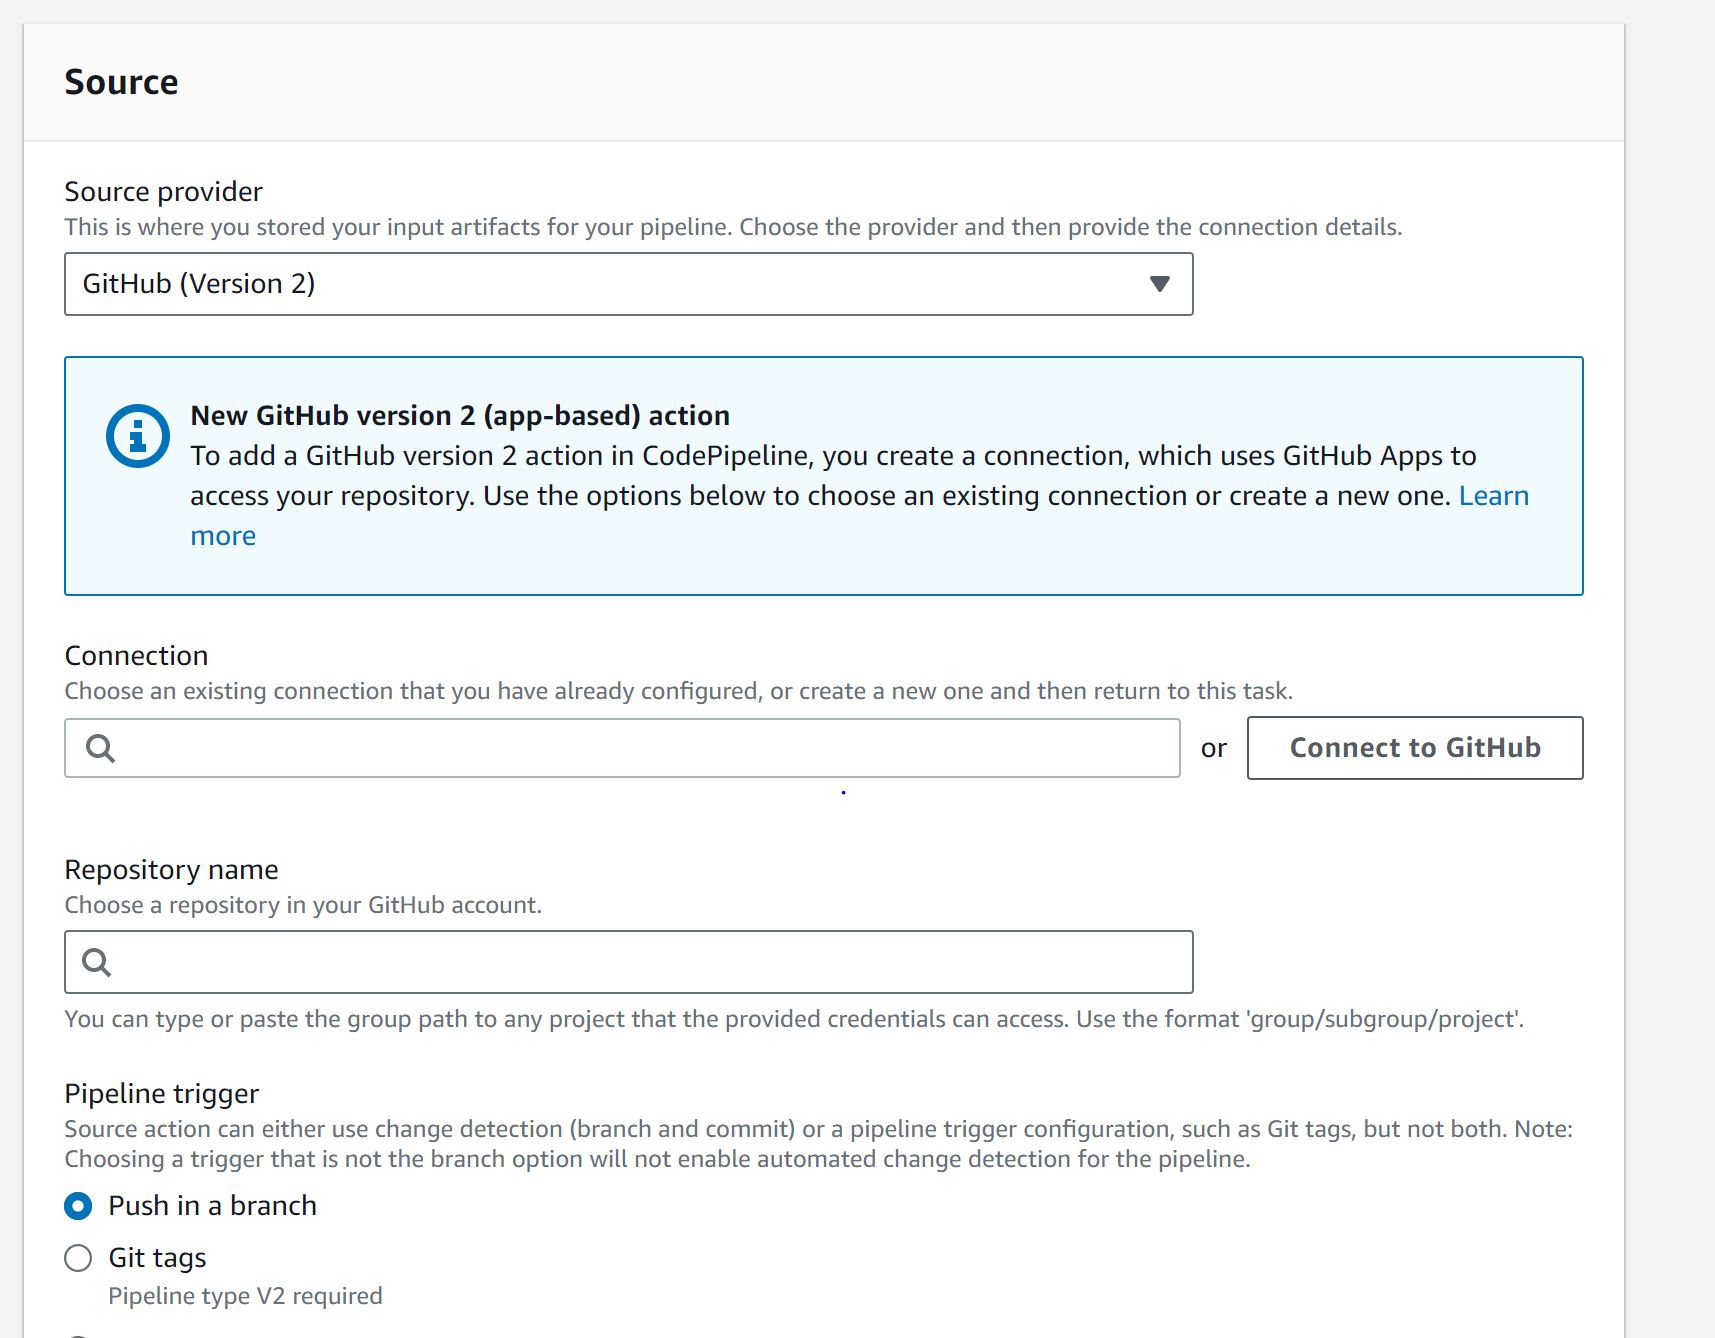 Source
Source provider
This is where you stored your input artifacts for your pipeline. Choose the provider and then provide the connection details.
GitHub (Version 2)
New GitHub version 2 (app-based) action
To add a GitHub version 2 action in CodePipeline, you create a connection, which uses GitHub Apps to
access your repository. Use the options below to choose an existing connection or create a new one. Learn
more
Connection
Choose an existing connection that you have already configured, or create a new one and then return to this task.
or
Connect to GitHub
Repository name
Choose a repository in your GitHub account.
You can type or paste the group path to any project that the provided credentials can access. Use the format 'group/subgroup/project'.
Pipeline trigger
Source action can either use change detection (branch and commit) or a pipeline trigger configuration, such as Git tags, but not both. Note:
Choosing a trigger that is not the branch option will not enable automated change detection for the pipeline.
Push in a branch
Git tags
Pipeline type V2 required